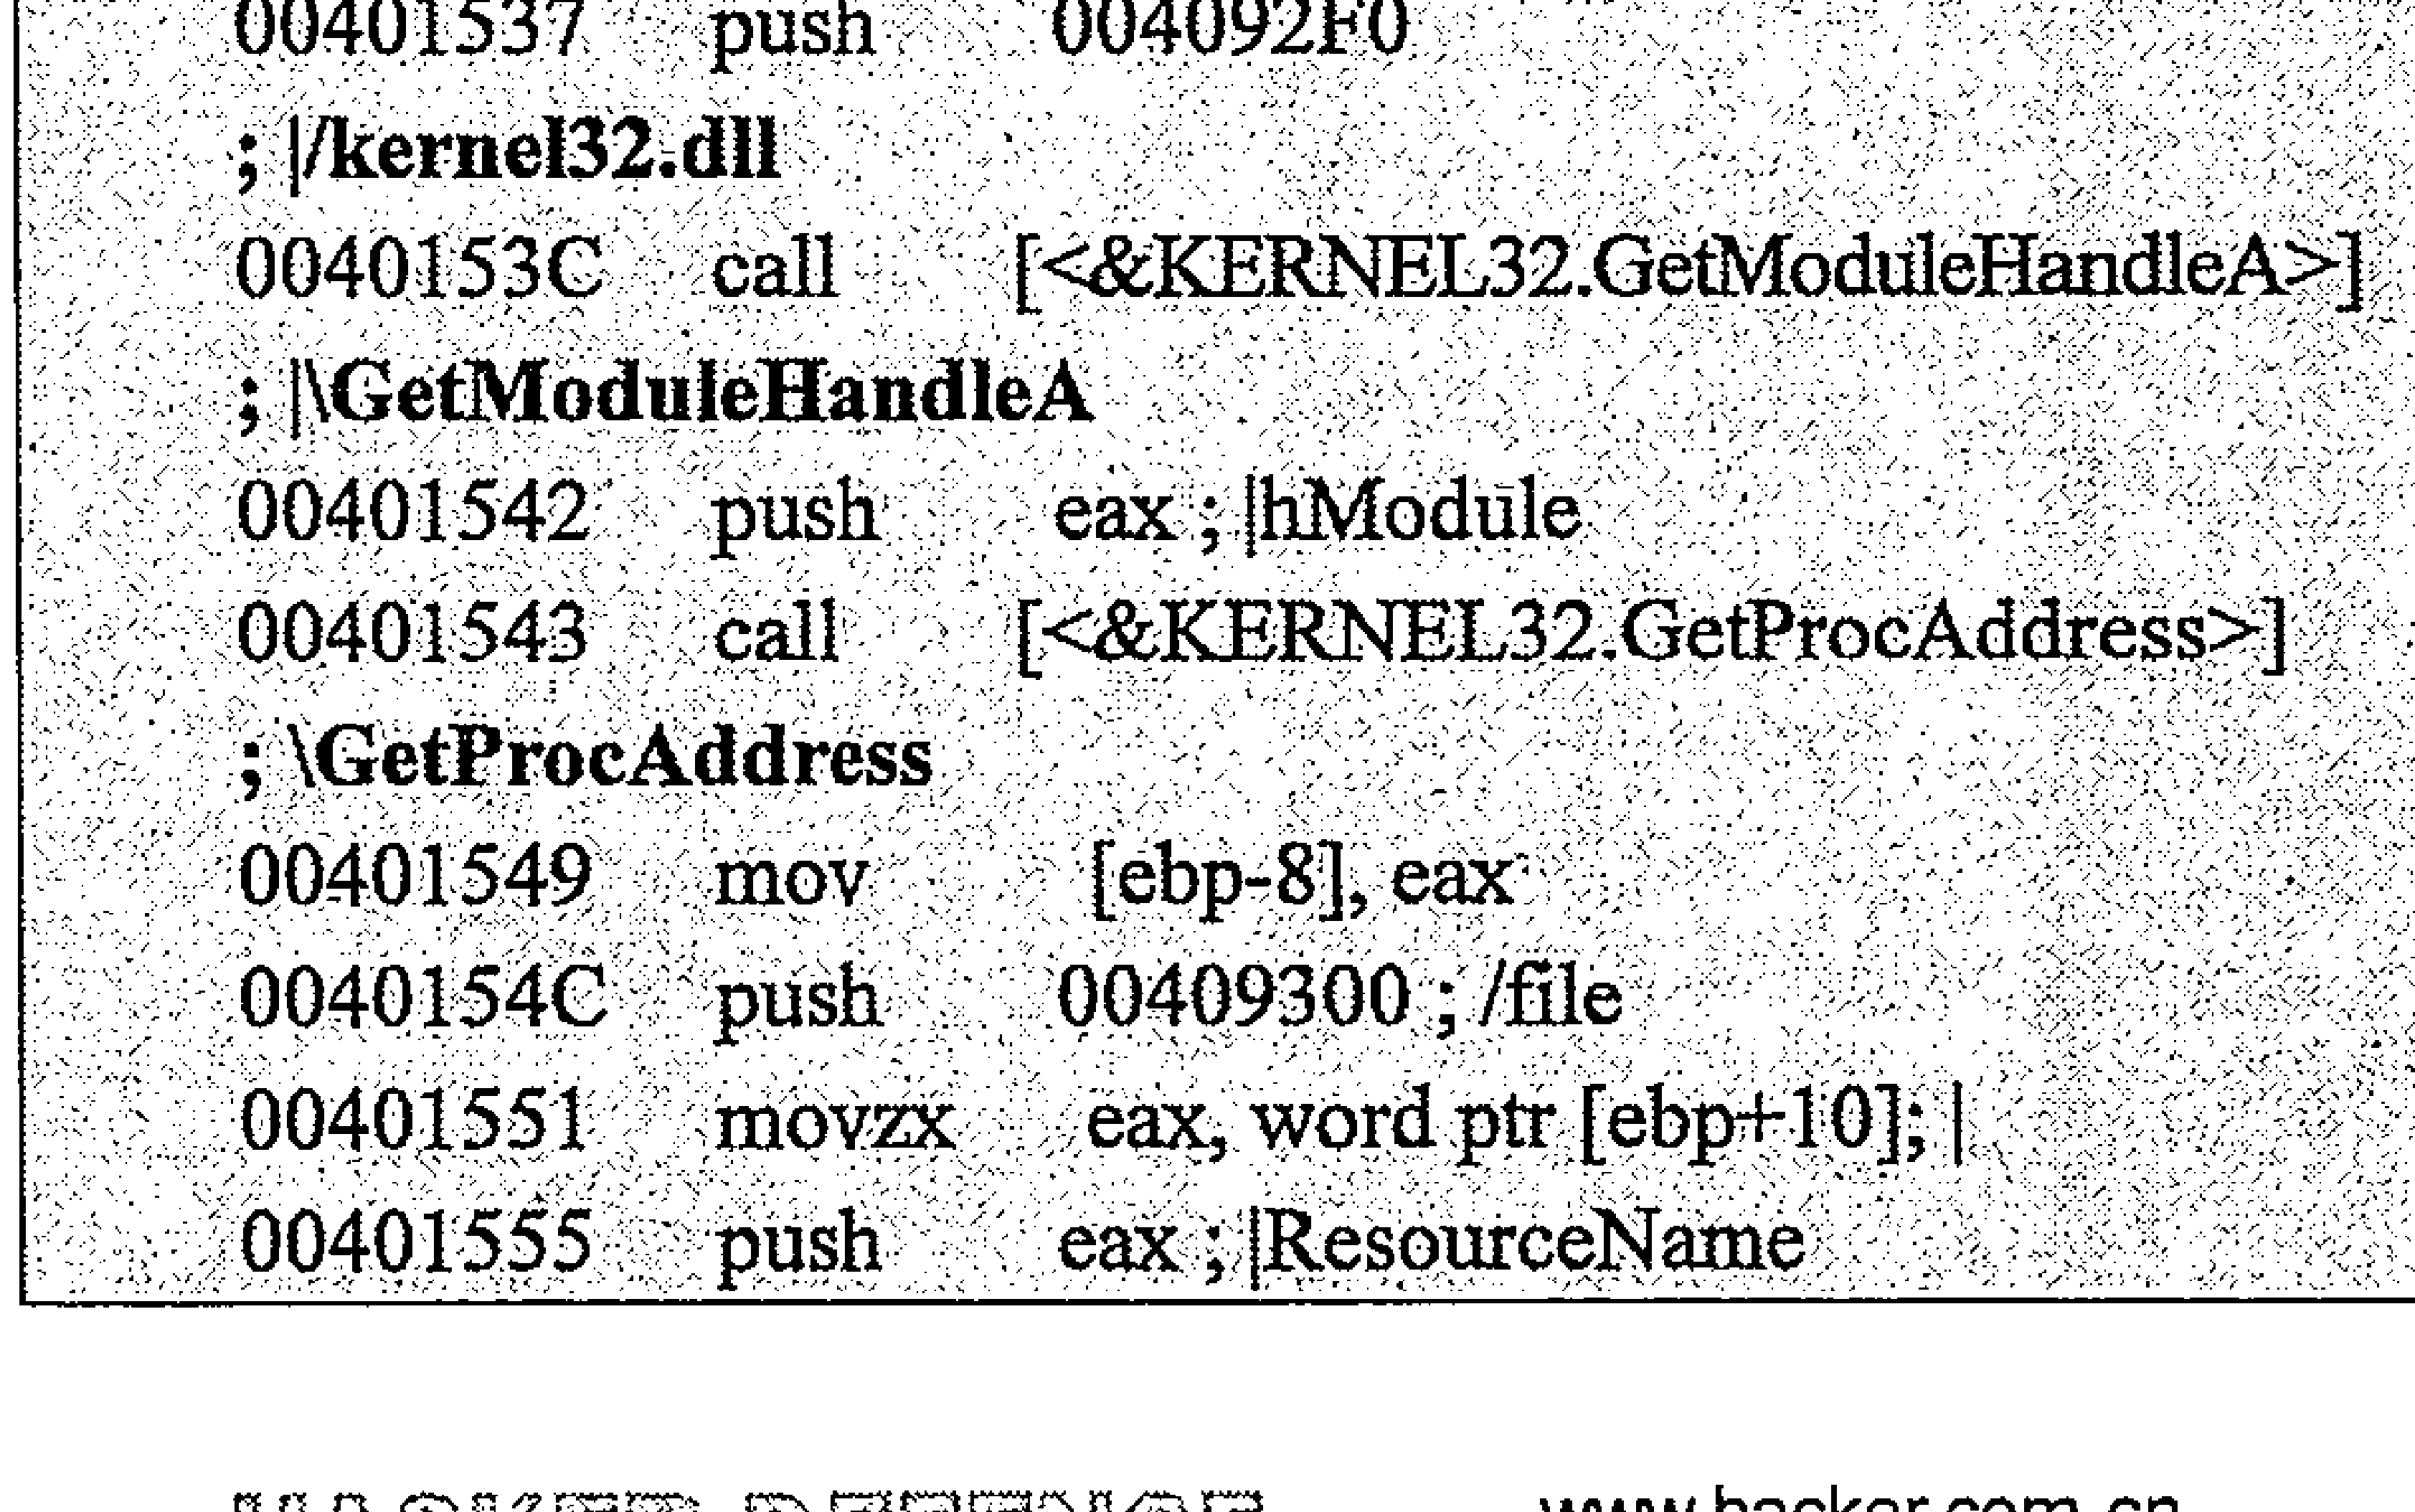 00401537 push 004092F0
; |/kernel32.dll
0040153C call [<&KERNEL32.GetModuleHandleA>]
; |\GetModuleHandleA
00401542 push eax ; |hModule
00401543 call [<&KERNEL32.GetProcAddress>]
; \GetProcAddress
00401549 mov [ebp-8], eax
0040154C push 00409300 ; /file
00401551 movzx eax, word ptr [ebp+10]; |
00401555 push eax ; |ResourceName
HACKER DEFENCE www.hacker.com.cn